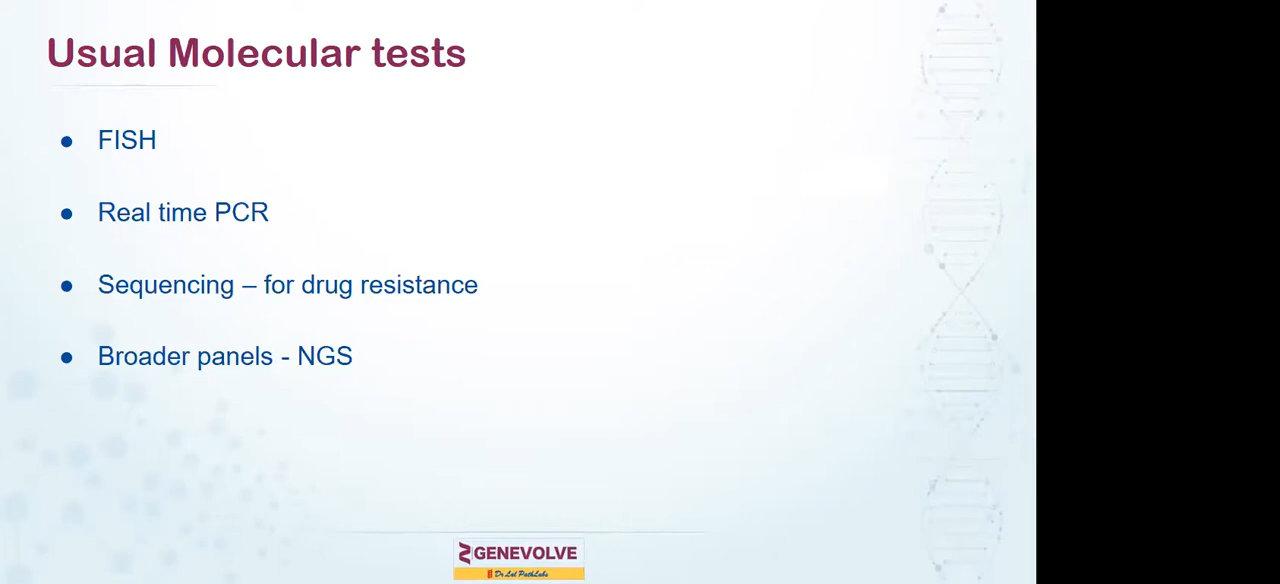 Usual Molecular tests
● FISH
● Real time PCR
● Sequencing – for drug resistance
● Broader panels - NGS
GENEVOLVE
Dr Lal PathLabs